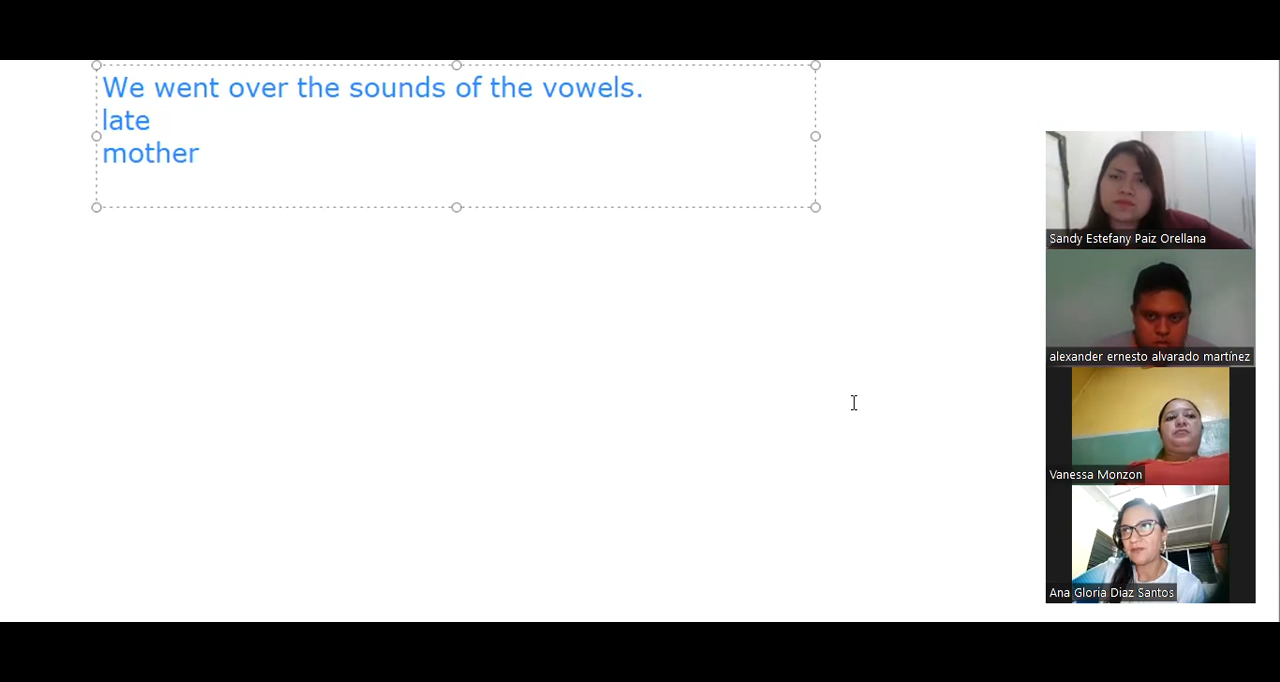 We went over the sounds of the vowels.
late
mother
Sandy Estefany Paiz Orellana
alexander ernesto alvarado martínez
Vanessa Monzon
Ana Gloria Diaz Santos